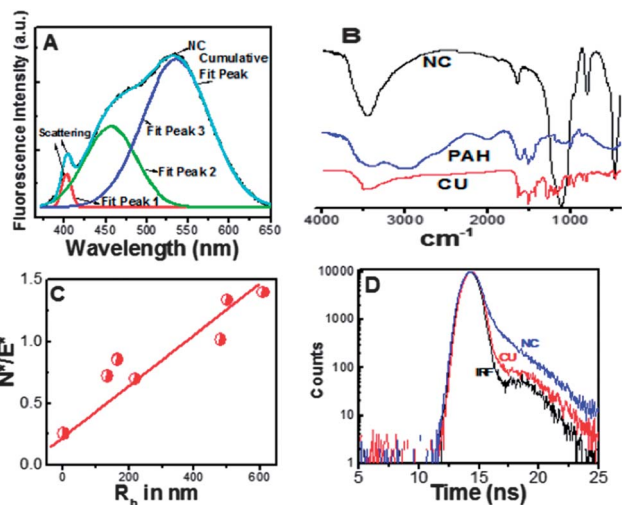 A
NC
Cumulative
Fit Peak
Scattering
Fit Peak 3
Fit Peak 2
Fit Peak 1
Fluorescence Intensity (a.u.)
400 450 500 550 600 650
Wavelength (nm)
B
NC
PAH
CU
4000 3000 2000 1000
cm-1
C
N*/E*
1.5
1.0
0.5
0.0
0 200 400 600
Rh in nm
D
NC
CU
IRF
Counts
10000
1000
100
10
1
5 10 15 20 25
Time (ns)